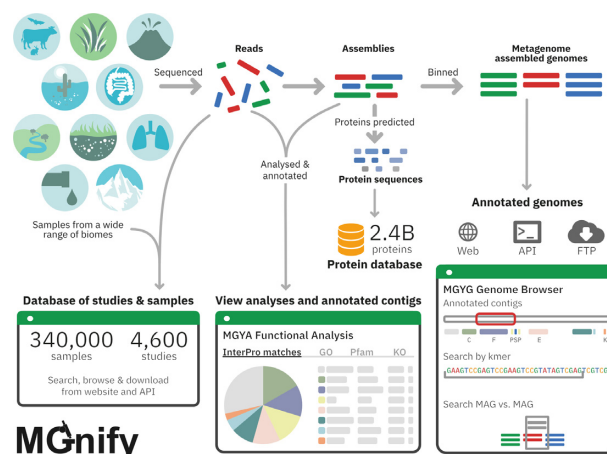 Reads
Assemblies
Metagenome
assembled genomes
Sequenced
Binned
Proteins predicted
Analysed &
annotated
Protein sequences
Samples from a wide
range of biomes
2.4B
proteins
Protein database
Annotated genomes
Web
API
FTP
Database of studies & samples
340,000
samples
4,600
studies
Search, browse & download
from website and API
View analyses and annotated contigs
MGYA Functional Analysis
InterPro matches
GO
Pfam
KO
MGYG Genome Browser
Annotated contigs
C
F
PSP
E
K
Search by kmer
GAAGTCCGAGTCCGAAGTCCGTATAGTCGAGTCGTCG
Search MAG vs. MAG
MGnify